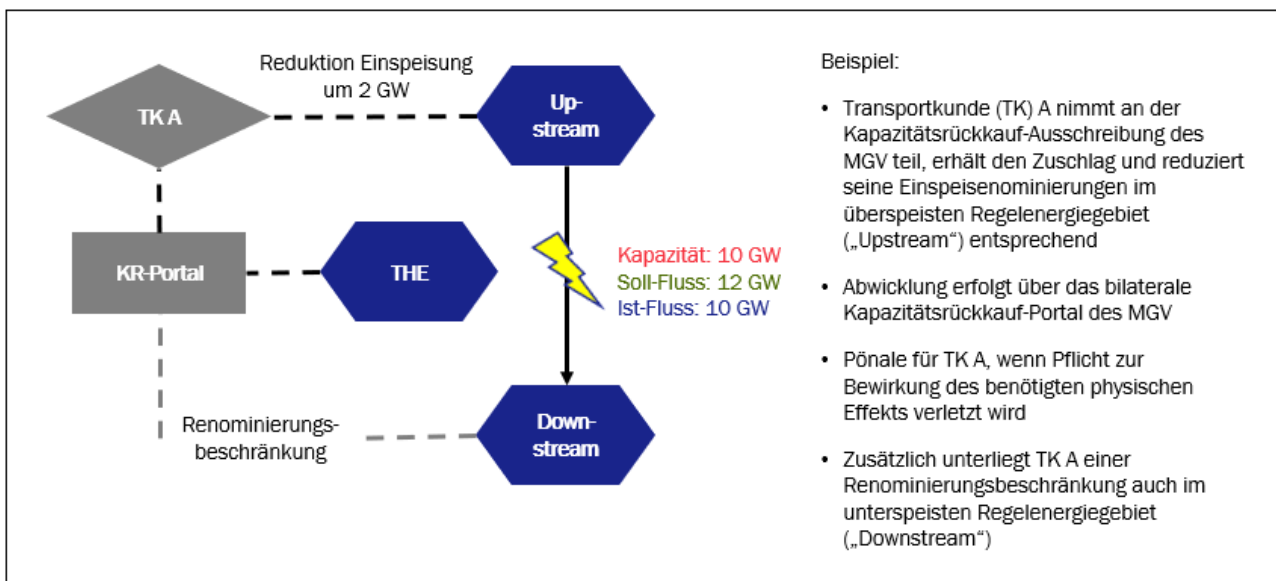 Reduktion Einspeisung
um 2 GW
TK A
Up-
stream
KR-Portal
THE
Kapazität: 10 GW
Soll-Fluss: 12 GW
Ist-Fluss: 10 GW
Renominierungs-
beschränkung
Down-
stream
Beispiel:
• Transportkunde (TK) A nimmt an der
Kapazitätsrückkauf-Ausschreibung des
MGV teil, erhält den Zuschlag und reduziert
seine Einspeisenominierungen im
überspeisten Regelenergiegebiet
(„Upstream“) entsprechend
• Abwicklung erfolgt über das bilaterale
Kapazitätsrückkauf-Portal des MGV
• Pönale für TK A, wenn Pflicht zur
Bewirkung des benötigten physischen
Effekts verletzt wird
• Zusätzlich unterliegt TK A einer
Renominierungsbeschränkung auch im
unterspeisten Regelenergiegebiet
(„Downstream“)